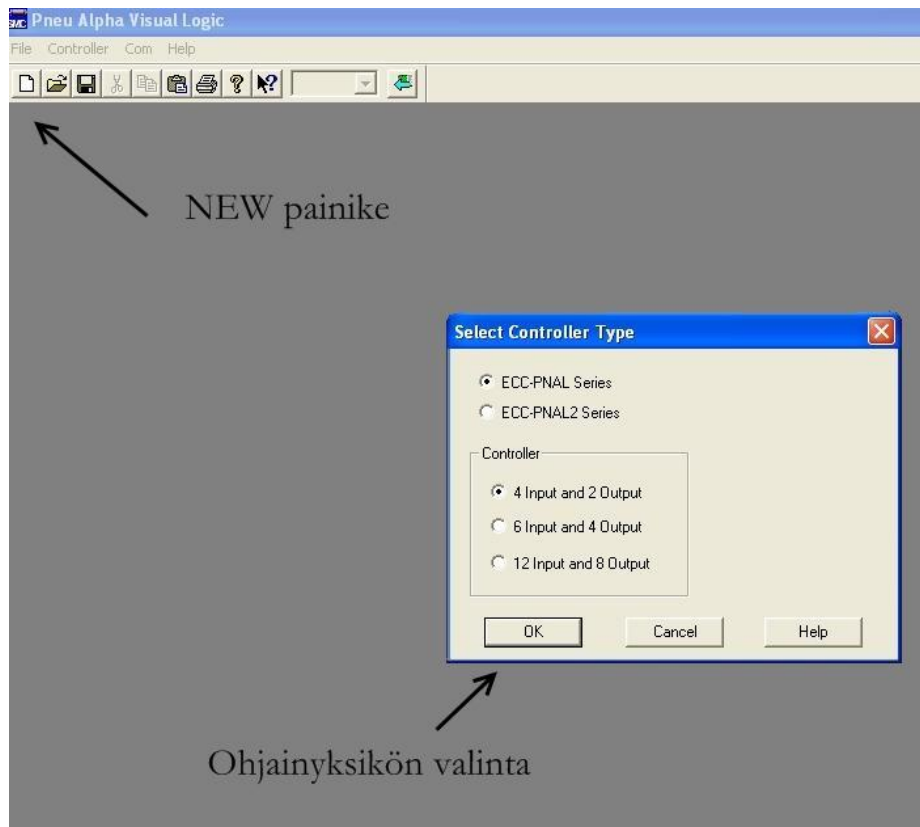 SMC Pneu Alpha Visual Logic
File Controller Com Help
NEW painike
Select Controller Type
ECC-PNAL Series
ECC-PNAL2 Series
Controller
4 Input and 2 Output
6 Input and 4 Output
12 Input and 8 Output
OK Cancel Help
Ohjainyksikön valinta